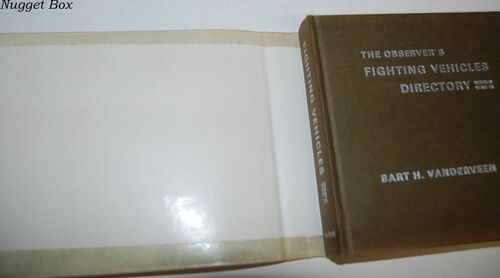 Nugget Box
THE OBSERVER'S
FIGHTING VEHICLES
DIRECTORY WORLD
WAR II
BART H. VANDERVEEN
FIGHTING VEHICLES